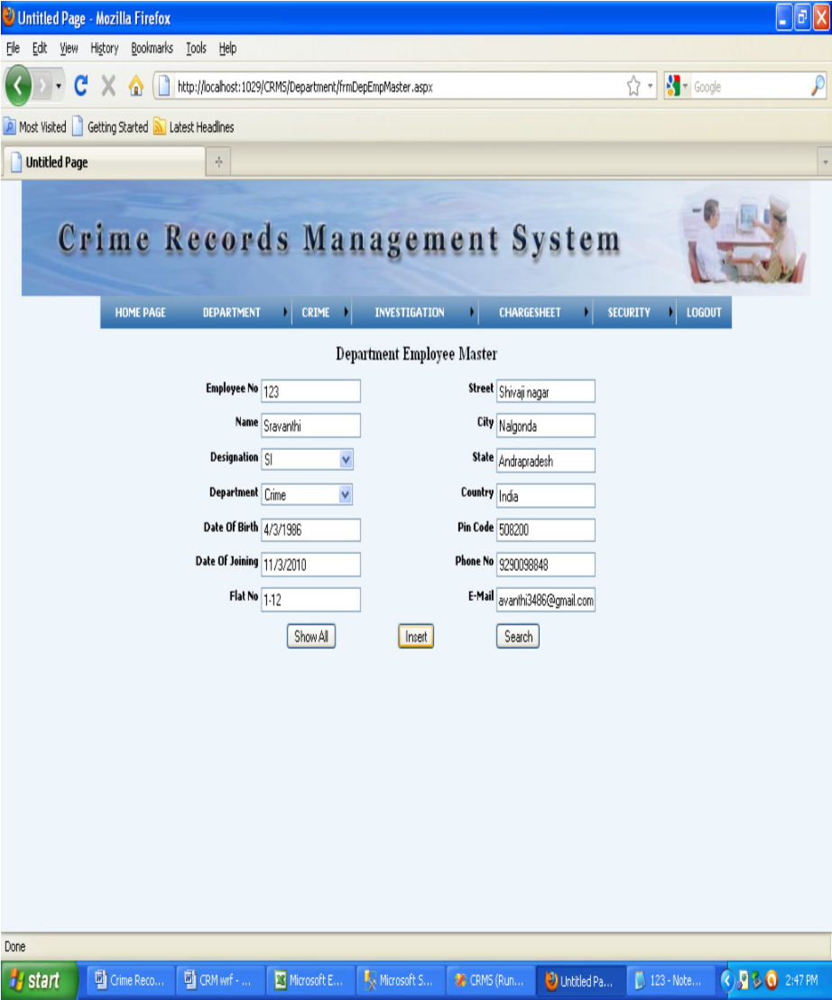 Untitled Page - Mozilla Firefox
File Edit View History Bookmarks Tools Help
http://localhost:1029/CRMS/Department/frmDepEmpMaster.aspx Google
Most Visited Getting Started Latest Headlines
Untitled Page
Crime Records Management System
HOME PAGE DEPARTMENT CRIME INVESTIGATION CHARGESHEET SECURITY LOGOUT
Department Employee Master
Employee No 123 Street Shivaji nagar
Name Sravanthi City Nalgonda
Designation SI State Andrapradesh
Department Crime Country India
Date Of Birth 4/3/1986 Pin Code 508200
Date Of Joining 11/3/2010 Phone No 9290098848
Flat No 1-12 E-Mail avanthi3486@gmail.com
Show All Insert Search
Done
start Crime Reco... CRM wrf - ... Microsoft E... Microsoft S... CRMS (Run... Untitled Pa... 123 - Note... 2:47 PM